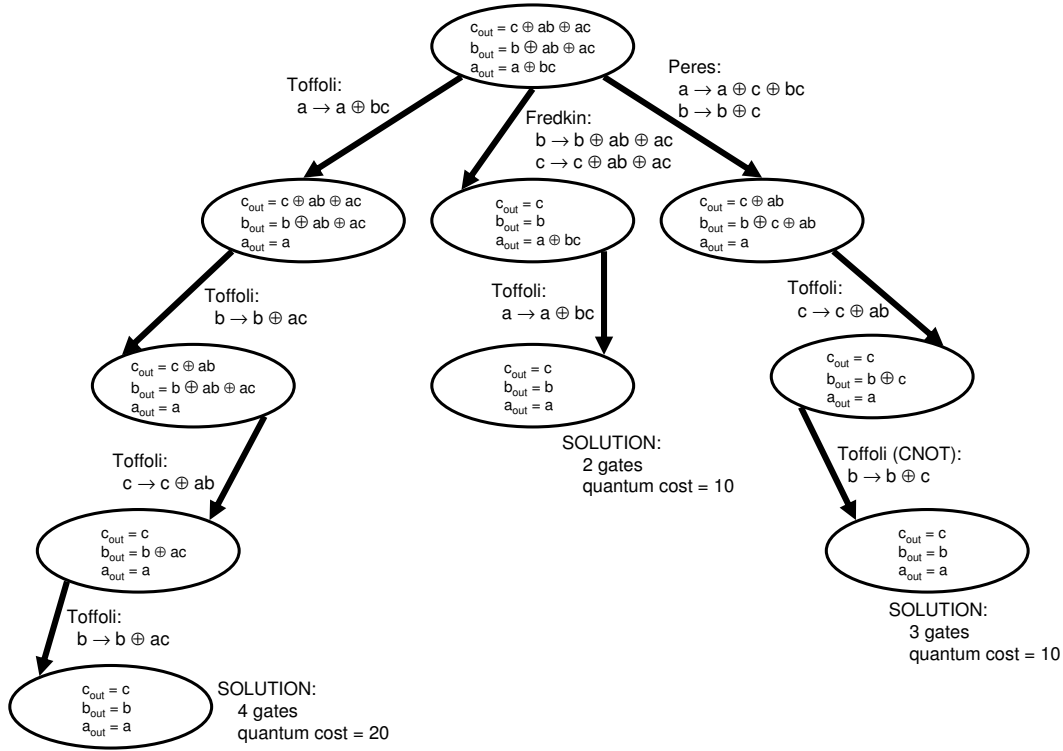 c_out = c ⊕ ab ⊕ ac
b_out = b ⊕ ab ⊕ ac
a_out = a ⊕ bc
Toffoli:
a → a ⊕ bc
Fredkin:
b → b ⊕ ab ⊕ ac
c → c ⊕ ab ⊕ ac
Peres:
a → a ⊕ c ⊕ bc
b → b ⊕ c
c_out = c ⊕ ab ⊕ ac
b_out = b ⊕ ab ⊕ ac
a_out = a
c_out = c
b_out = b
a_out = a ⊕ bc
c_out = c ⊕ ab
b_out = b ⊕ c ⊕ ab
a_out = a
Toffoli:
b → b ⊕ ac
Toffoli:
a → a ⊕ bc
Toffoli:
c → c ⊕ ab
c_out = c ⊕ ab
b_out = b ⊕ ab ⊕ ac
a_out = a
c_out = c
b_out = b
a_out = a
SOLUTION:
2 gates
quantum cost = 10
c_out = c
b_out = b ⊕ c
a_out = a
Toffoli:
c → c ⊕ ab
Toffoli (CNOT):
b → b ⊕ c
c_out = c
b_out = b ⊕ ac
a_out = a
c_out = c
b_out = b
a_out = a
SOLUTION:
3 gates
quantum cost = 10
Toffoli:
b → b ⊕ ac
c_out = c
b_out = b
a_out = a
SOLUTION:
4 gates
quantum cost = 20